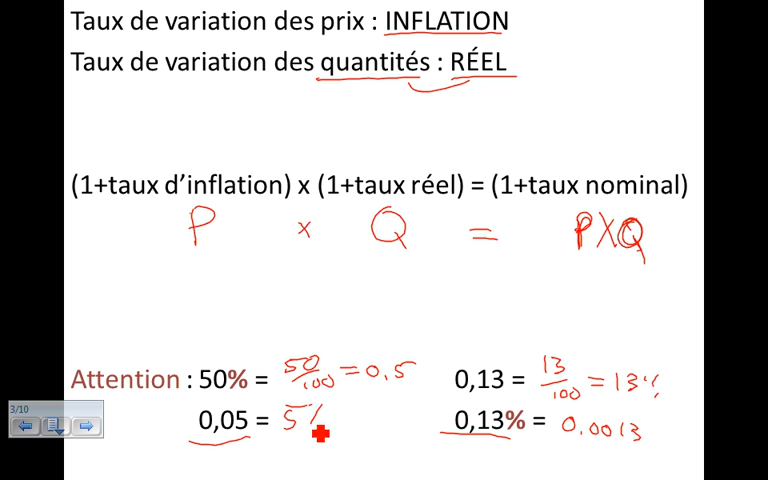 Taux de variation des prix : INFLATION
Taux de variation des quantités : RÉEL
(1+taux d’inflation) x (1+taux réel) = (1+taux nominal)
P x Q = PXQ
Attention : 50% = 50/100 = 0.5 0,13 = 13/100 = 13%
0,05 = 5% 0,13% = 0.0013
3/10